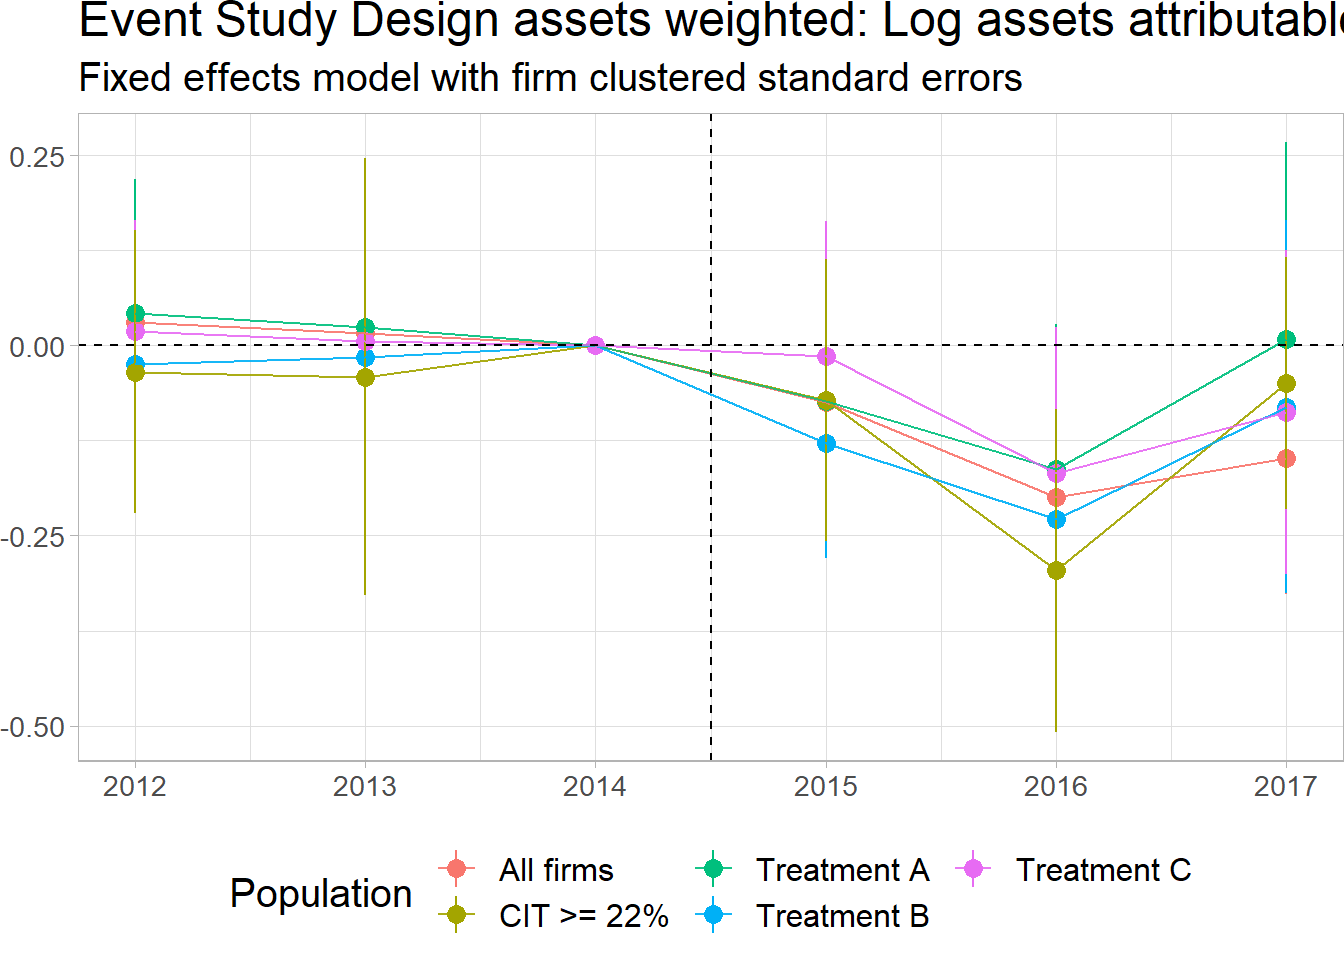 Event Study Design assets weighted: Log assets attributable
Fixed effects model with firm clustered standard errors
0.25
0.00
-0.25
-0.50
2012 2013 2014 2015 2016 2017
Population
All firms
Treatment A
Treatment C
CIT >= 22%
Treatment B